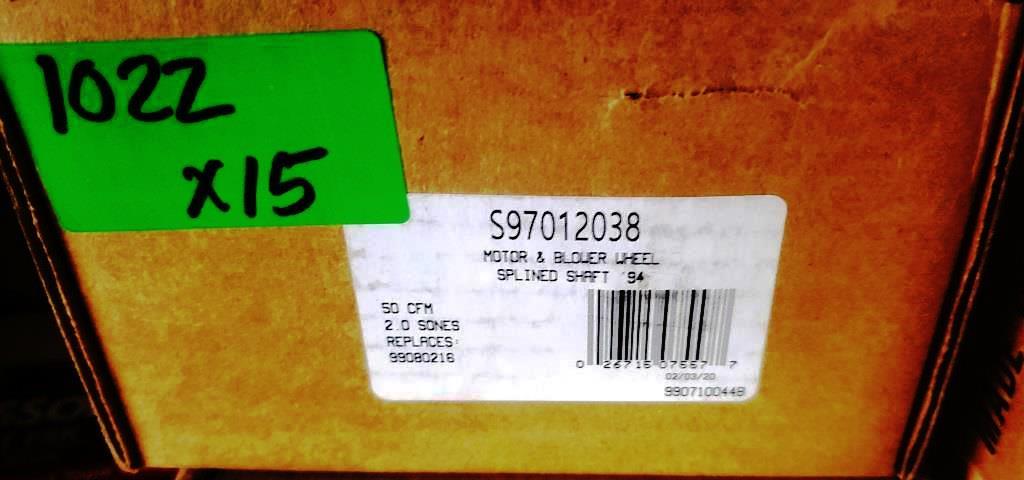 1022
x15
S97012038
MOTOR & BLOWER WHEEL
SPLINED SHAFT '94
50 CFM
2.0 SONES
REPLACES:
99080216
0 26715 07557 7
02/03/20
9907100449